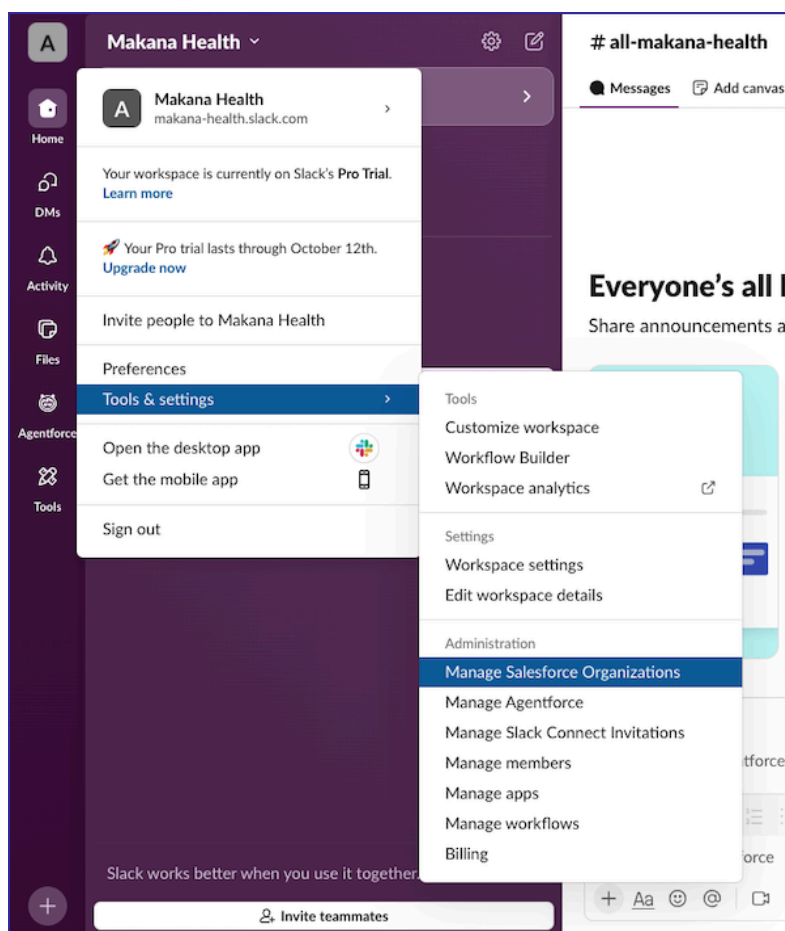 A
Makana Health
# all-makana-health
Messages
Add canvas
A
Makana Health
makana-health.slack.com
Home
DMs
Activity
Files
Agentforce
Tools
Your workspace is currently on Slack's Pro Trial.
Learn more
🚀 Your Pro trial lasts through October 12th.
Upgrade now
Invite people to Makana Health
Preferences
Tools & settings
Open the desktop app
Get the mobile app
Sign out
Everyone's all
Share announcements a
Tools
Customize workspace
Workflow Builder
Workspace analytics
Settings
Workspace settings
Edit workspace details
Administration
Manage Salesforce Organizations
Manage Agentforce
Manage Slack Connect Invitations
Manage members
Manage apps
Manage workflows
Billing
tforce
orce
Aa
Slack works better when you use it together.
Invite teammates